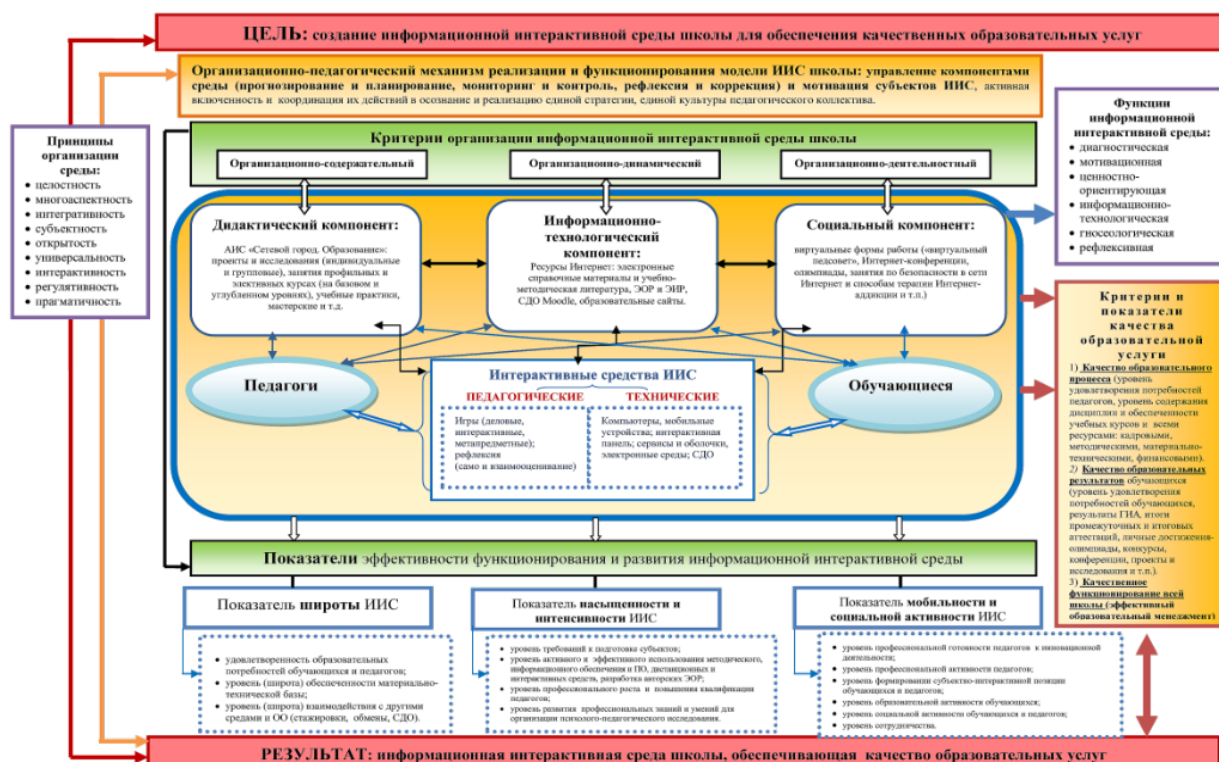 ЦЕЛЬ: создание информационной интерактивной среды школы для обеспечения качественных образовательных услуг
Организационно-педагогический механизм реализации и функционирования модели ИИС школы: управление компонентами
среды (прогнозирование и планирование, мониторинг и контроль, рефлексия и коррекция) и мотивация субъектов ИИС, активная
включенность и координация их действий в осознание и реализацию единой стратегии, единой культуры педагогического коллектива.
Принципы
организации
среды:
• целостность
• многоаспектность
• интегративность
• субъектность
• открытость
• универсальность
• интерактивность
• регулятивность
• прагматичность
Критерии организации информационной интерактивной среды школы
Организационно-содержательный
Организационно-динамический
Организационно-деятельностный
Функции
информационной
интерактивной среды:
• диагностическая
• мотивационная
• ценностно-
ориентирующая
• информационно-
технологическая
• гносеологическая
• рефлексивная
Дидактический компонент:
АИС «Сетевой город. Образование»:
проекты и исследования (индивидуальные
и групповые), занятия профильных и
элективных курсах (на базовом и
углубленном уровнях), учебные практики,
мастерские и т.д.
Информационно-
технологический
компонент:
Ресурсы Интернет: электронные
справочные материалы и учебно-
методическая литература, ЭОР и ЭИР,
СДО Moodle, образовательные сайты.
Социальный компонент:
виртуальные формы работы («виртуальный
педсовет», Интернет-конференции,
олимпиады, занятия по безопасности в сети
Интернет и способам терапии Интернет-
аддикции и т.п.)
Педагоги
Обучающиеся
Интерактивные средства ИИС
ПЕДАГОГИЧЕСКИЕ
ТЕХНИЧЕСКИЕ
Игры (деловые,
интерактивные,
метапредметные);
рефлексия
(само и взаимооценивание)
Компьютеры, мобильные
устройства; интерактивная
панель; сервисы и оболочки,
электронные среды; СДО
Критерии и
показатели
качества
образовательной
услуги
1) Качество образовательного
процесса (уровень
удовлетворения потребностей
педагогов, уровень содержания
дисциплин и обеспеченности
учебных курсов и всеми
ресурсами: кадровыми,
методическими, материально-
техническими, финансовыми).
2) Качество образовательных
результатов обучающихся
(уровень удовлетворения
потребностей обучающихся,
результаты ГИА, итоги
промежуточных и итоговых
аттестаций, личные достижения-
олимпиады, конкурсы,
конференции, проекты и
исследования и т.п.).
3) Качественное
функционирование всей
школы (эффективный
образовательный менеджмент)
Показатели эффективности функционирования и развития информационной интерактивной среды
Показатель широты ИИС
• удовлетворенность образовательных
потребностей обучающихся и педагогов;
• уровень (широта) обеспеченности материально-
технической базы;
• уровень (широта) взаимодействия с другими
средами и ОО (стажировки, обмены, СДО).
Показатель насыщенности и
интенсивности ИИС
• уровень требований к подготовке субъектов;
• уровень активного и эффективного использования методического,
информационного обеспечения и ПО, дистанционных и
интерактивных средств, разработка авторских ЭОР;
• уровень профессионального роста и повышения квалификации
педагогов;
• уровень развития профессиональных знаний и умений для
организации психолого-педагогического исследования.
Показатель мобильности и
социальной активности ИИС
• уровень профессиональной готовности педагогов к инновационной
деятельности;
• уровень профессиональной активности педагогов;
• уровень формировании субъектно-интерактивной позиции
обучающихся и педагогов;
• уровень образовательной активности обучающихся;
• уровень социальной активности обучающихся и педагогов;
• уровень сотрудничества.
РЕЗУЛЬТАТ: информационная интерактивная среда школы, обеспечивающая качество образовательных услуг